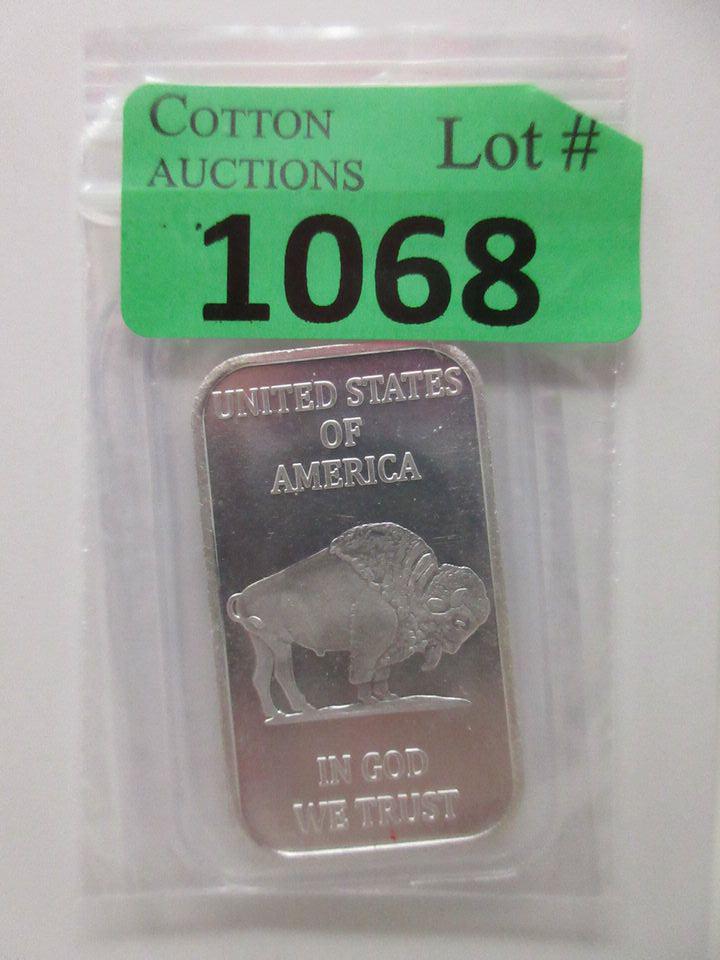 COTTON
AUCTIONS
Lot #
1068
UNITED STATES
OF
AMERICA
IN GOD
WE TRUST